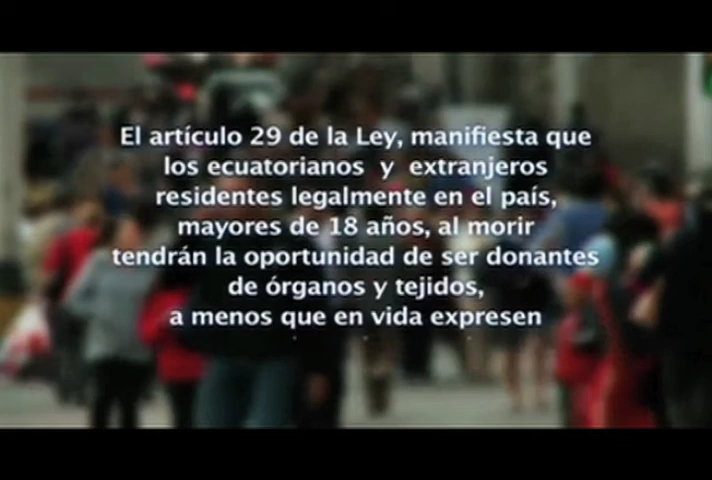 El artículo 29 de la Ley, manifiesta que
los ecuatorianos y extranjeros
residentes legalmente en el país,
mayores de 18 años, al morir
tendrán la oportunidad de ser donantes
de órganos y tejidos,
a menos que en vida expresen